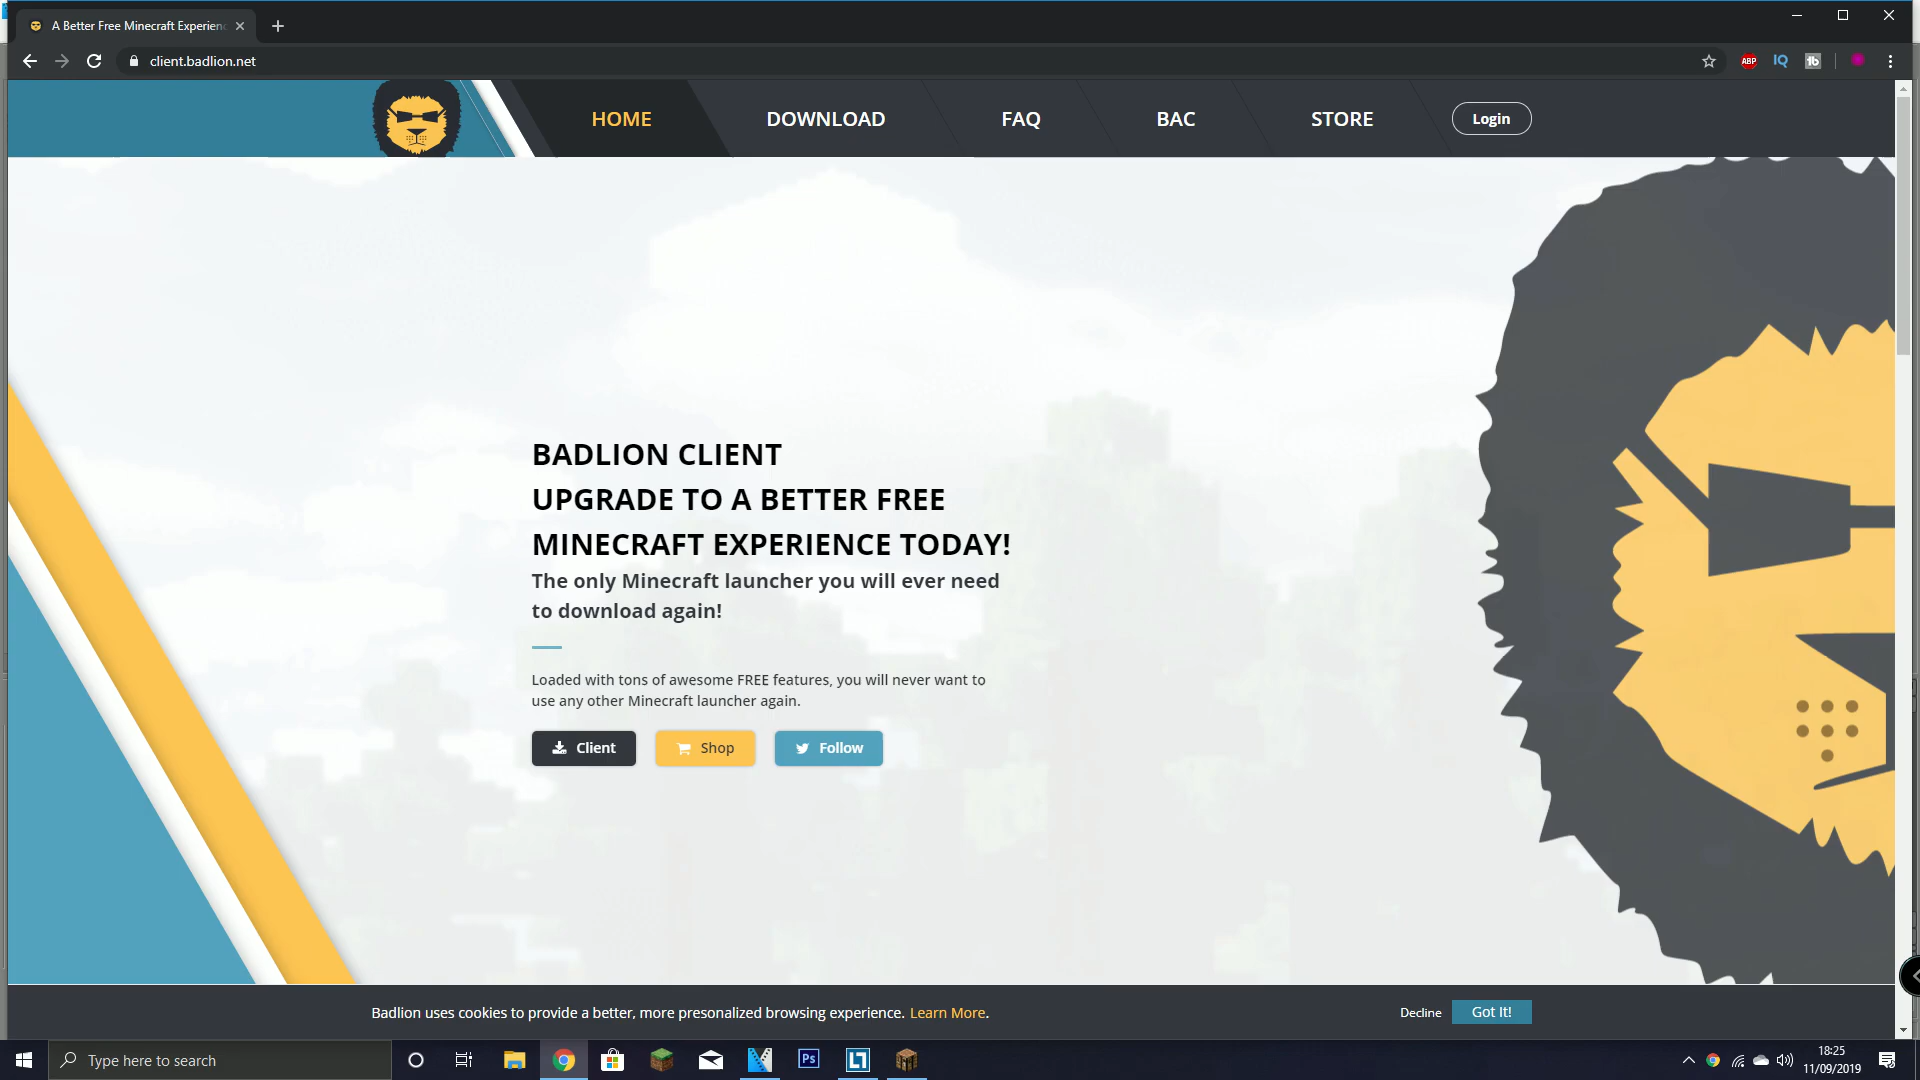 A Better Free Minecraft Experien
client.badlion.net
ABP
IQ
tb
HOME
DOWNLOAD
FAQ
BAC
STORE
Login
BADLION CLIENT
UPGRADE TO A BETTER FREE
MINECRAFT EXPERIENCE TODAY!
The only Minecraft launcher you will ever need
to download again!
Loaded with tons of awesome FREE features, you will never want to
use any other Minecraft launcher again.
Client
Shop
Follow
Badlion uses cookies to provide a better, more presonalized browsing experience. Learn More.
Decline
Got It!
Type here to search
Ps
18:25
11/09/2019